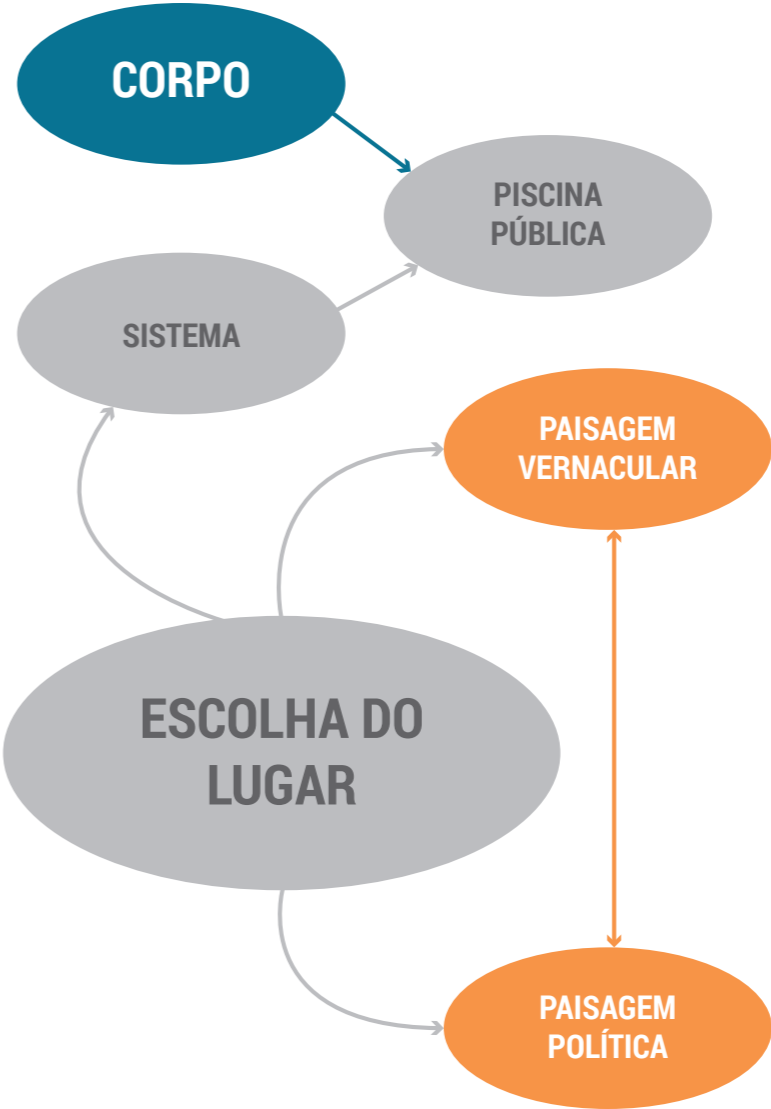 CORPO
PISCINA
PÚBLICA
SISTEMA
PAISAGEM
VERNACULAR
ESCOLHA DO
LUGAR
PAISAGEM
POLÍTICA